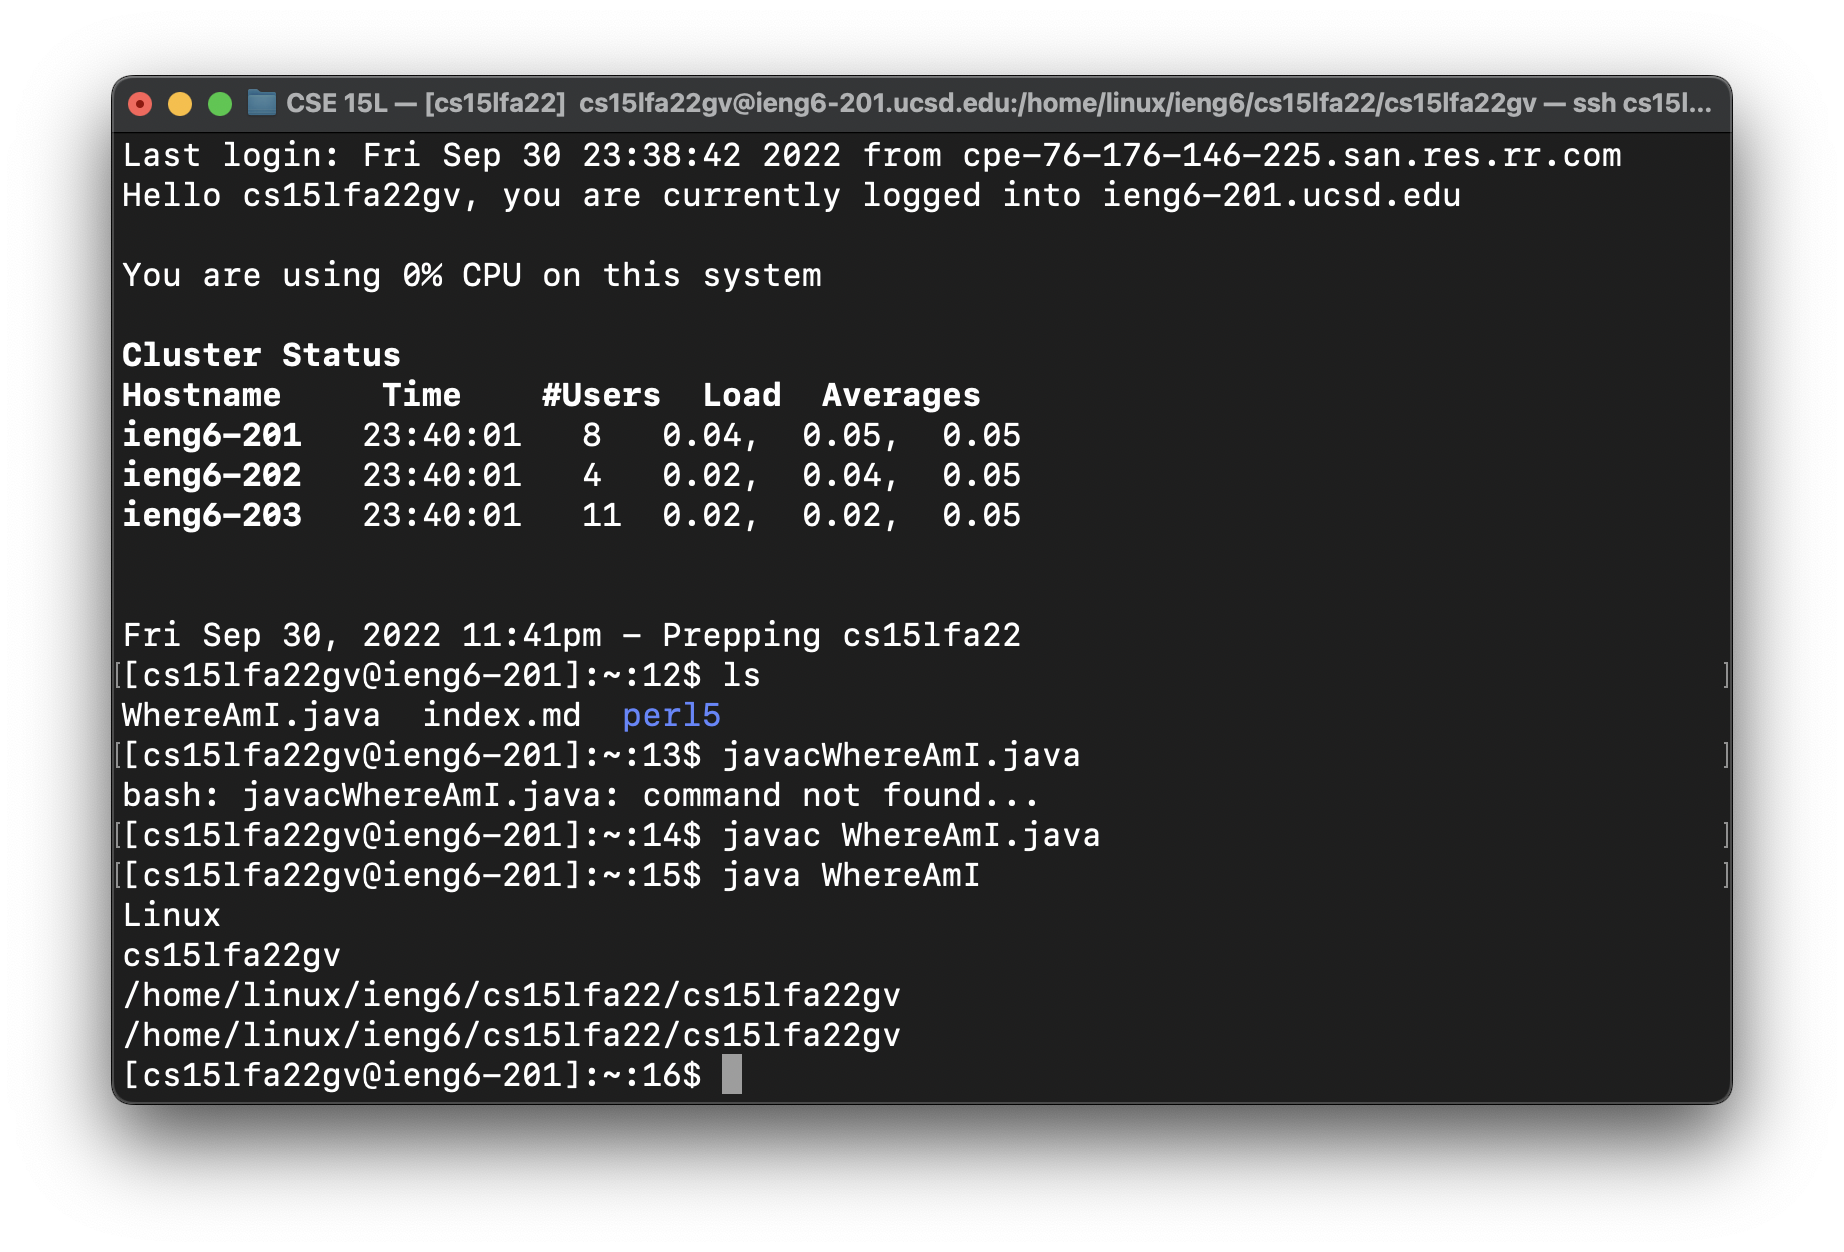 CSE 15L — [cs15lfa22] cs15lfa22gv@ieng6-201.ucsd.edu:/home/linux/ieng6/cs15lfa22/cs15lfa22gv — ssh cs15l...
Last login: Fri Sep 30 23:38:42 2022 from cpe-76-176-146-225.san.res.rr.com
Hello cs15lfa22gv, you are currently logged into ieng6-201.ucsd.edu
You are using 0% CPU on this system
Cluster Status
Hostname     Time    #Users  Load  Averages
ieng6-201   23:40:01   8   0.04,  0.05,  0.05
ieng6-202   23:40:01   4   0.02,  0.04,  0.05
ieng6-203   23:40:01   11  0.02,  0.02,  0.05
Fri Sep 30, 2022 11:41pm - Prepping cs15lfa22
[cs15lfa22gv@ieng6-201]:~:12$ ls
WhereAmI.java  index.md  perl5
[cs15lfa22gv@ieng6-201]:~:13$ javacWhereAmI.java
bash: javacWhereAmI.java: command not found...
[cs15lfa22gv@ieng6-201]:~:14$ javac WhereAmI.java
[cs15lfa22gv@ieng6-201]:~:15$ java WhereAmI
Linux
cs15lfa22gv
/home/linux/ieng6/cs15lfa22/cs15lfa22gv
/home/linux/ieng6/cs15lfa22/cs15lfa22gv
[cs15lfa22gv@ieng6-201]:~:16$